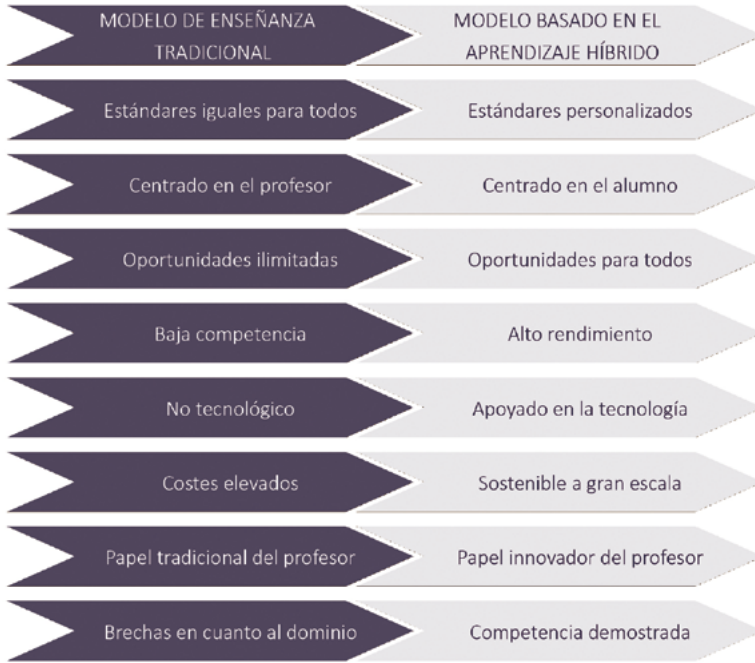 MODELO DE ENSEÑANZA
TRADICIONAL
MODELO BASADO EN EL
APRENDIZAJE HÍBRIDO
Estándares iguales para todos
Estándares personalizados
Centrado en el profesor
Centrado en el alumno
Oportunidades ilimitadas
Oportunidades para todos
Baja competencia
Alto rendimiento
No tecnológico
Apoyado en la tecnología
Costes elevados
Sostenible a gran escala
Papel tradicional del profesor
Papel innovador del profesor
Brechas en cuanto al dominio
Competencia demostrada